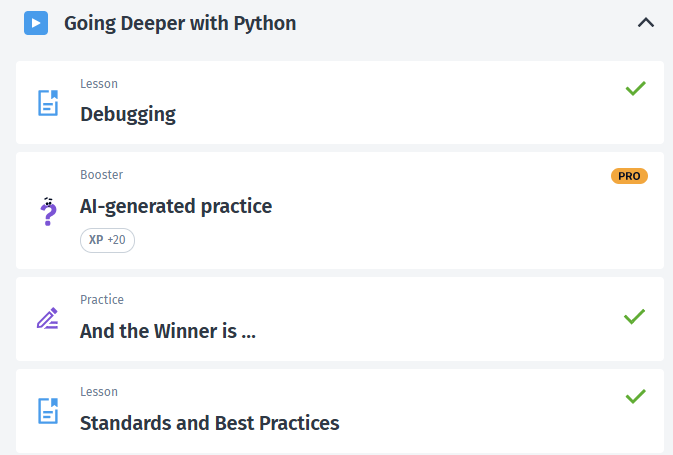 Going Deeper with Python
Lesson
Debugging
Booster
PRO
AI-generated practice
XP +20
Practice
And the Winner is ...
Lesson
Standards and Best Practices